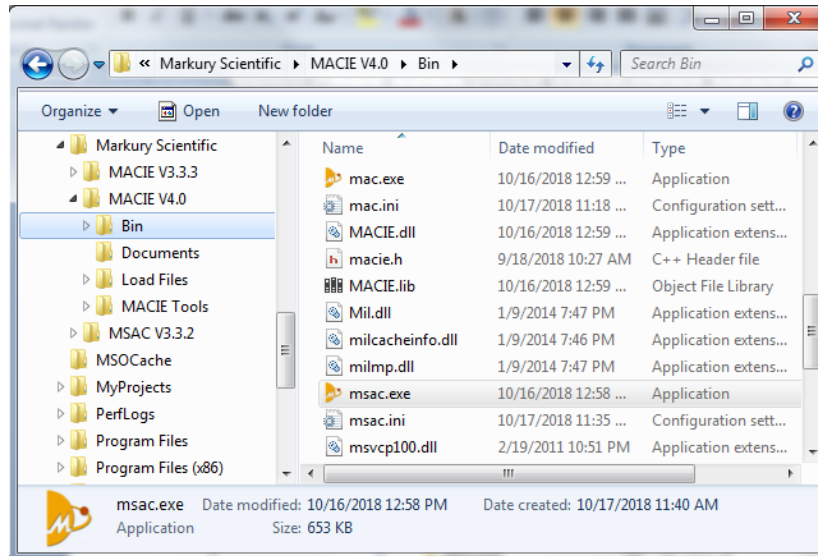 « Markury Scientific ▸ MACIE V4.0 ▸ Bin ▸ Search Bin
Organize Open New folder
Markury Scientific
MACIE V3.3.3
MACIE V4.0
Bin
Documents
Load Files
MACIE Tools
MSAC V3.3.2
MSOCache
MyProjects
PerfLogs
Program Files
Program Files (x86)
Name Date modified Type
mac.exe 10/16/2018 12:59 ... Application
mac.ini 10/17/2018 11:18 ... Configuration sett...
MACIE.dll 10/16/2018 12:59 ... Application extens...
macie.h 9/18/2018 10:27 AM C++ Header file
MACIE.lib 10/16/2018 12:59 ... Object File Library
Mil.dll 1/9/2014 7:47 PM Application extens...
milcacheinfo.dll 1/9/2014 7:46 PM Application extens...
milmp.dll 1/9/2014 7:47 PM Application extens...
msac.exe 10/16/2018 12:58 ... Application
msac.ini 10/17/2018 11:35 ... Configuration sett...
msvcp100.dll 2/19/2011 10:51 PM Application extens...
msac.exe Date modified: 10/16/2018 12:58 PM Date created: 10/17/2018 11:40 AM
Application Size: 653 KB